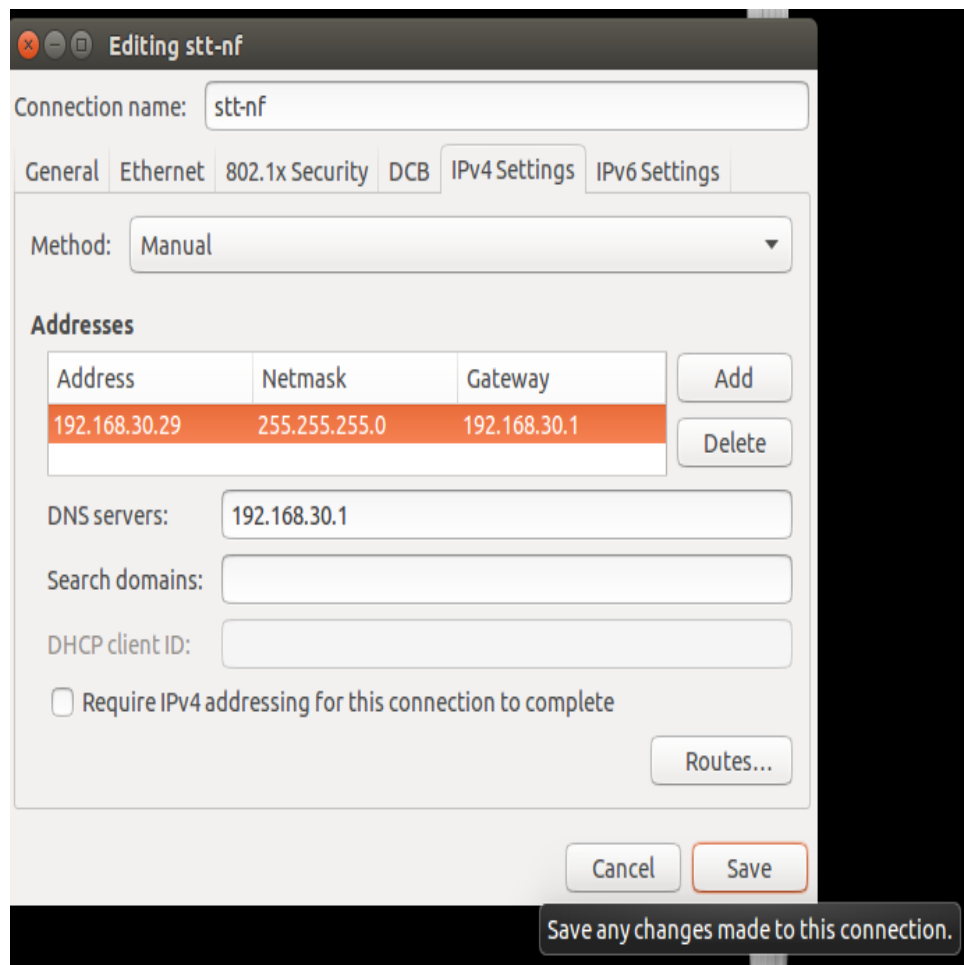 Editing stt-nf
Connection name: stt-nf
General Ethernet 802.1x Security DCB IPv4 Settings IPv6 Settings
Method: Manual
Addresses
Address Netmask Gateway Add
192.168.30.29 255.255.255.0 192.168.30.1
Delete
DNS servers: 192.168.30.1
Search domains:
DHCP client ID:
Require IPv4 addressing for this connection to complete
Routes...
Cancel Save
Save any changes made to this connection.